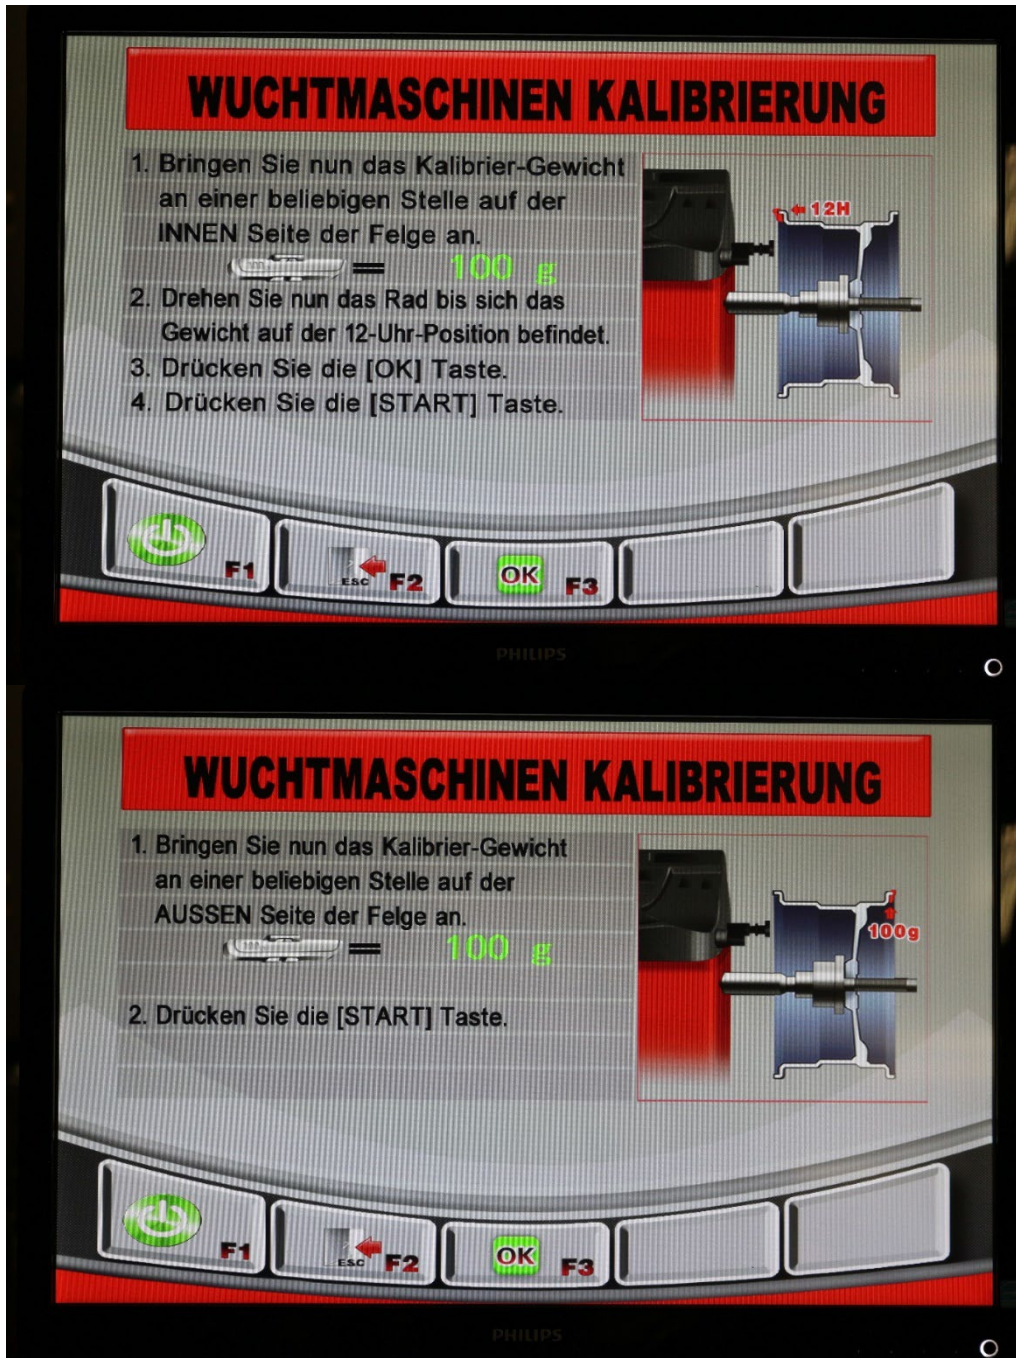 WUCHTMASCHINEN KALIBRIERUNG
1. Bringen Sie nun das Kalibrier-Gewicht
an einer beliebigen Stelle auf der
INNEN Seite der Felge an.
100 = 100 g
2. Drehen Sie nun das Rad bis sich das
Gewicht auf der 12-Uhr-Position befindet.
3. Drücken Sie die [OK] Taste.
4. Drücken Sie die [START] Taste.
12H
F1
ESC F2
OK F3
PHILIPS
WUCHTMASCHINEN KALIBRIERUNG
1. Bringen Sie nun das Kalibrier-Gewicht
an einer beliebigen Stelle auf der
AUSSEN Seite der Felge an.
100 = 100 g
2. Drücken Sie die [START] Taste.
100g
F1
ESC F2
OK F3
PHILIPS